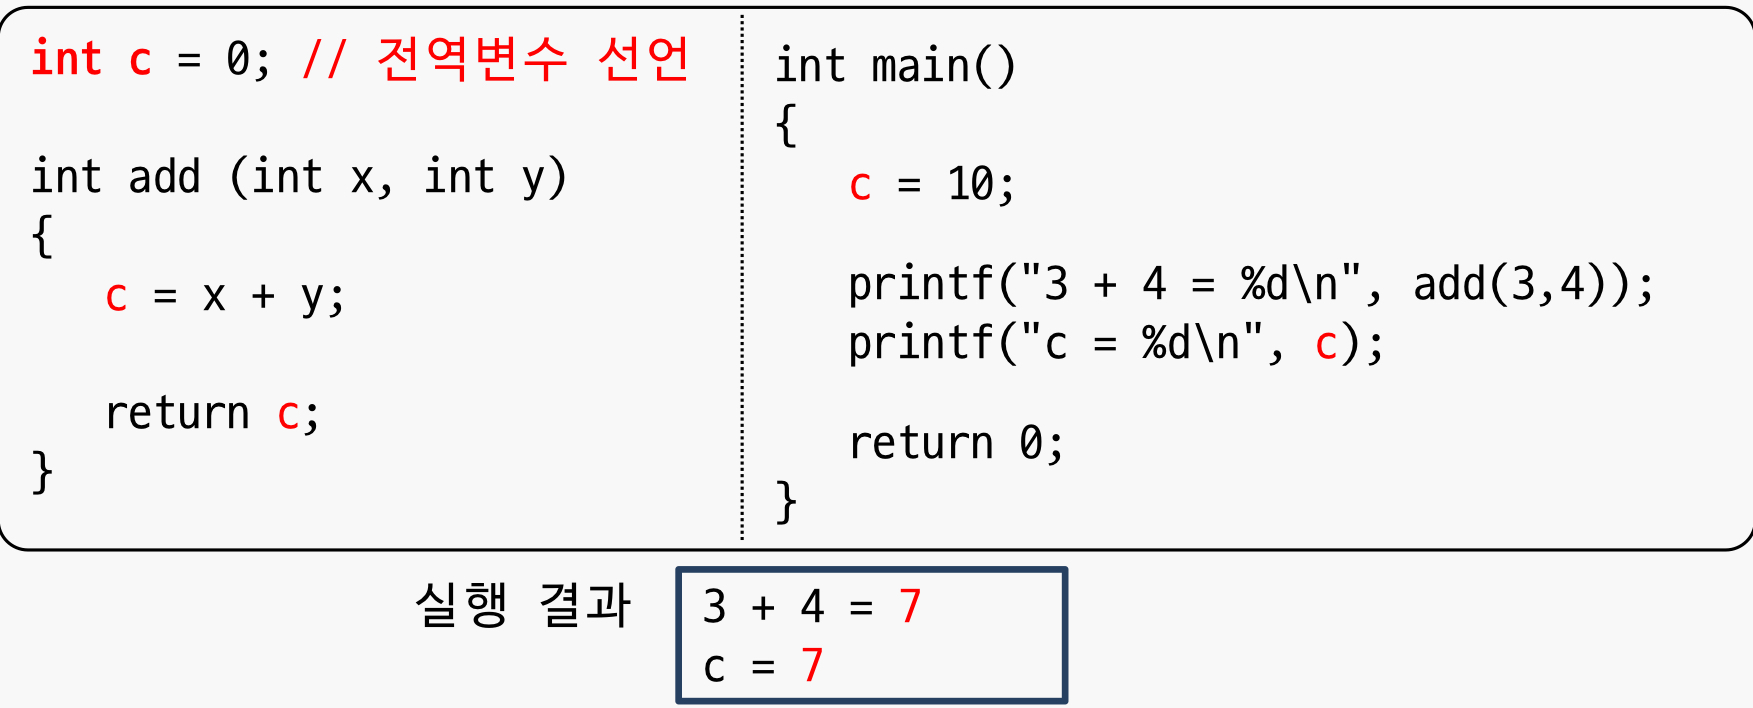 int c = 0; // 전역변수 선언
int add (int x, int y)
{
c = x + y;
return c;
}
int main()
{
c = 10;
printf("3 + 4 = %d\n", add(3,4));
printf("c = %d\n", c);
return 0;
}
실행 결과
3 + 4 = 7
c = 7